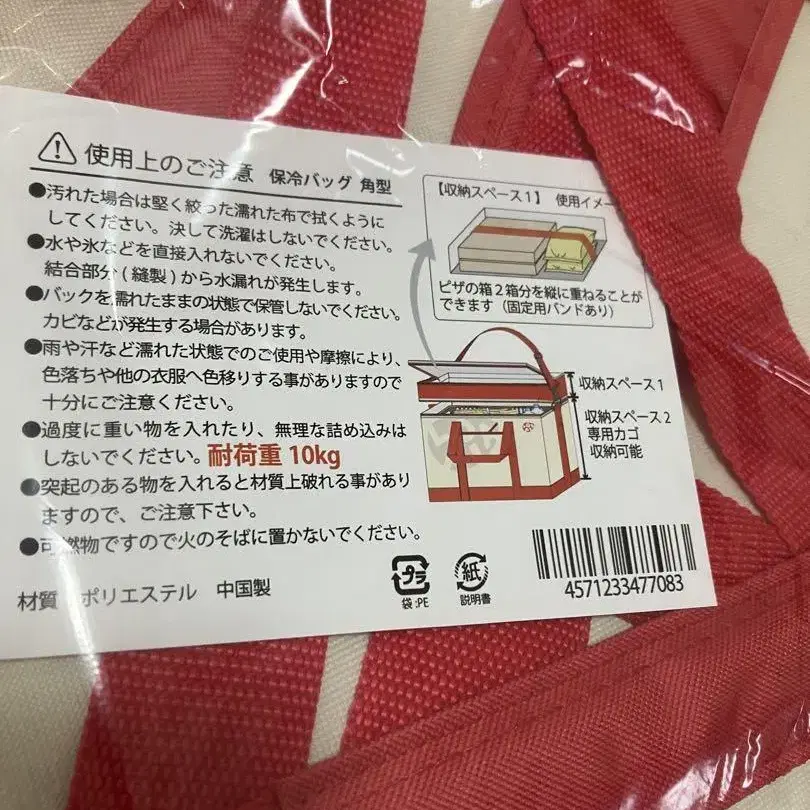 使用上のご注意 保冷バッグ 角型
●汚れた場合は堅く絞った濡れた布で拭くように
してください。決して洗濯はしないでください。
●水や氷などを直接入れないでください。
結合部分(縫製)から水漏れが発生します。
●バックを濡れたままの状態で保管しないでください。
カビなどが発生する場合があります。
●雨や汗など濡れた状態でのご使用や摩擦により、
色落ちや他の衣服へ色移りする事がありますので
十分にご注意ください。
●過度に重い物を入れたり、無理な詰め込みは
しないでください。耐荷重 10kg
●突起のある物を入れると材質上破れる事があり
ますので、ご注意下さい。
●可燃物ですので火のそばに置かないでください。
材質 ポリエステル 中国製
【収納スペース1】 使用イメー
ピザの箱2箱分を縦に重ねることが
できます(固定用バンドあり)
収納スペース1
収納スペース2
専用カゴ
収納可能
プラ
袋:PE
紙
説明書
4571233477083